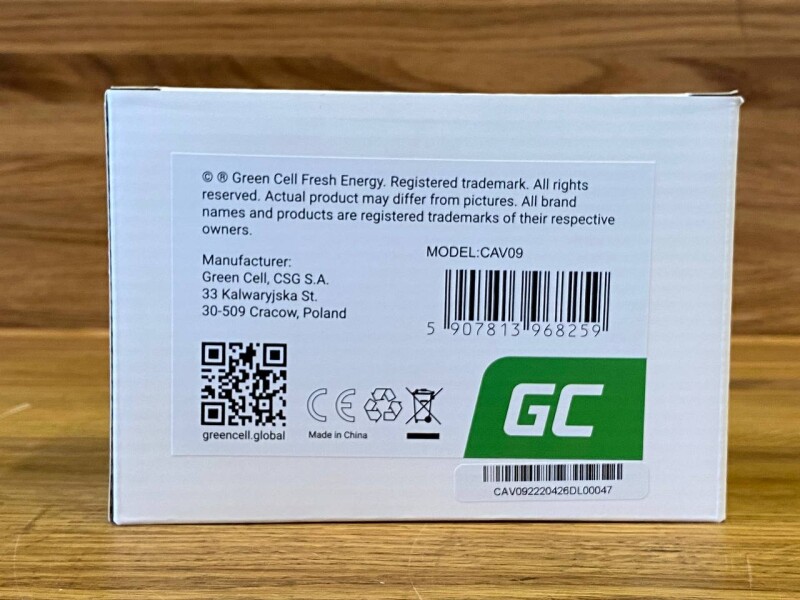 © ® Green Cell Fresh Energy. Registered trademark. All rights
reserved. Actual product may differ from pictures. All brand
names and products are registered trademarks of their respective
owners.
Manufacturer:
Green Cell, CSG S.A.
33 Kalwaryjska St.
30-509 Cracow, Poland
MODEL:CAV09
5 907813 968259
greencell.global
CE
Made in China
GC
CAV092220426DL00047